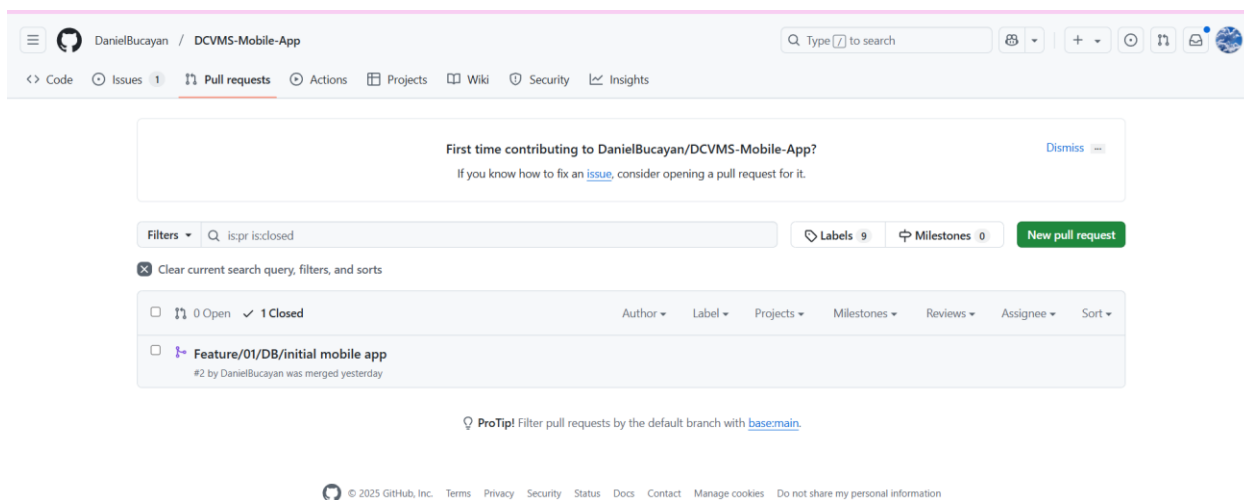 DanielBucayan / DCVMS-Mobile-App
Type / to search
Code Issues 1 Pull requests Actions Projects Wiki Security Insights
First time contributing to DanielBucayan/DCVMS-Mobile-App?
Dismiss
If you know how to fix an issue, consider opening a pull request for it.
Filters is:pr is:closed Labels 9 Milestones 0 New pull request
Clear current search query, filters, and sorts
0 Open 1 Closed Author Label Projects Milestones Reviews Assignee Sort
Feature/01/DB/initial mobile app
#2 by DanielBucayan was merged yesterday
ProTip! Filter pull requests by the default branch with base:main.
© 2025 GitHub, Inc. Terms Privacy Security Status Docs Contact Manage cookies Do not share my personal information